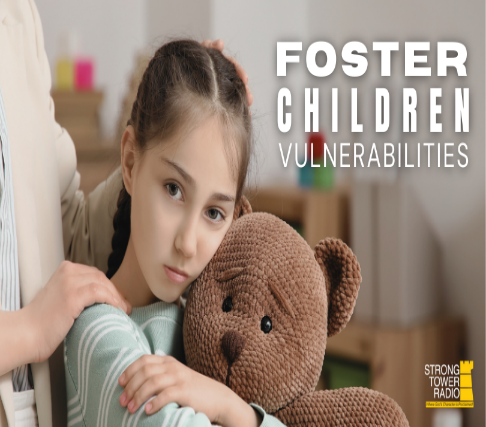 FOSTER
CHILDREN
VULNERABILITIES
STRONG
TOWER
RADIO